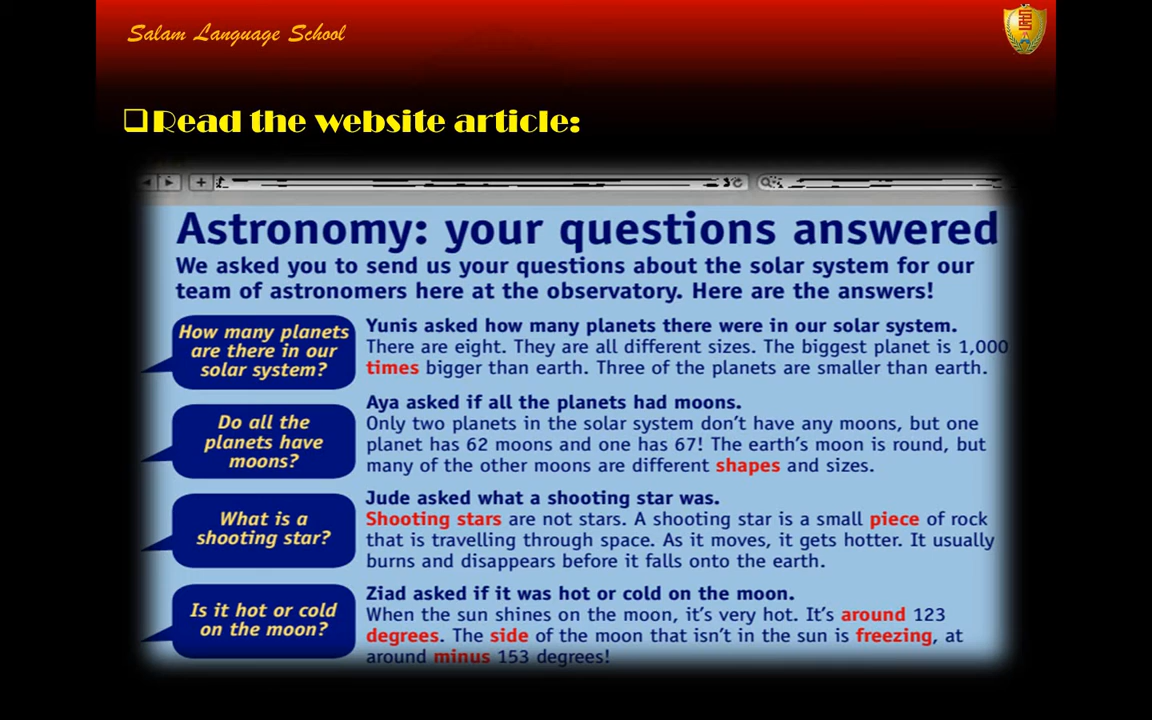 Salam Language School
Read the website article:
Astronomy: your questions answered
We asked you to send us your questions about the solar system for our
team of astronomers here at the observatory. Here are the answers!
How many planets
are there in our
solar system?
Yunis asked how many planets there were in our solar system.
There are eight. They are all different sizes. The biggest planet is 1,000
times bigger than earth. Three of the planets are smaller than earth.
Do all the
planets have
moons?
Aya asked if all the planets had moons.
Only two planets in the solar system don't have any moons, but one
planet has 62 moons and one has 67! The earth's moon is round, but
many of the other moons are different shapes and sizes.
What is a
shooting star?
Jude asked what a shooting star was.
Shooting stars are not stars. A shooting star is a small piece of rock
that is travelling through space. As it moves, it gets hotter. It usually
burns and disappears before it falls onto the earth.
Is it hot or cold
on the moon?
Ziad asked if it was hot or cold on the moon.
When the sun shines on the moon, it's very hot. It's around 123
degrees. The side of the moon that isn't in the sun is freezing, at
around minus 153 degrees!